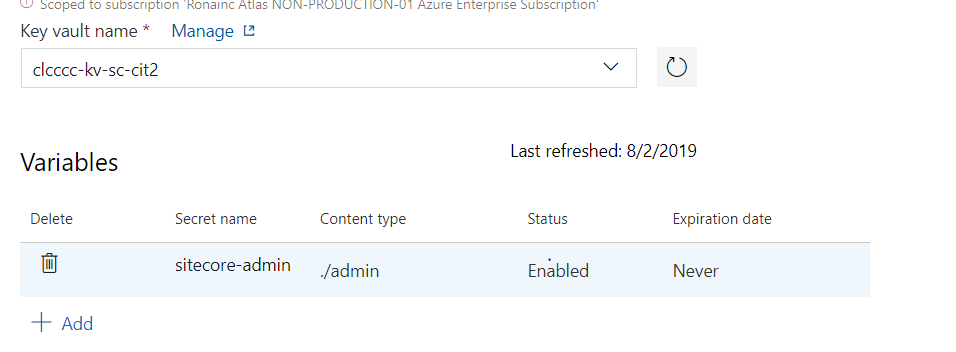 Scoped to subscription 'Ronainc Atlas NON-PRODUCTION-01 Azure Enterprise Subscription'
Key vault name * Manage
clcccc-kv-sc-cit2
Variables
Last refreshed: 8/2/2019
Delete Secret name Content type Status Expiration date
sitecore-admin ./admin Enabled Never
Add